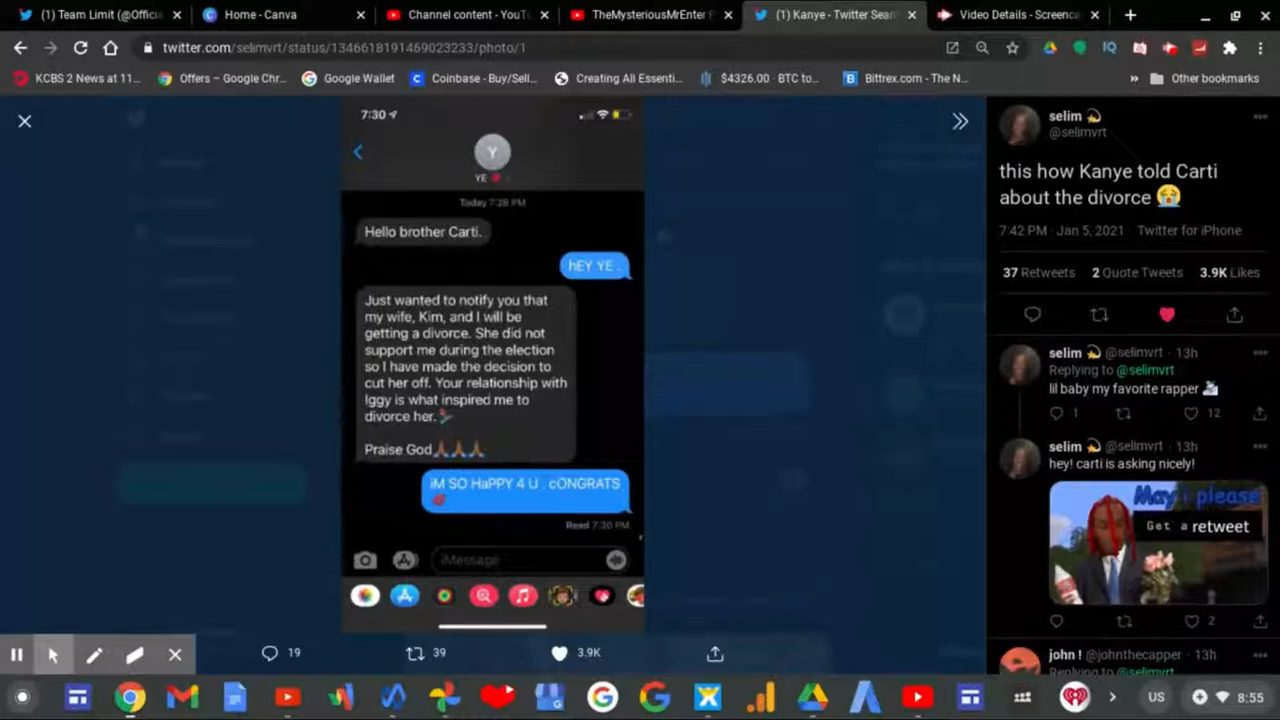 (1) Team Limit (@Offici
Home - Canva
Channel content - YouT
TheMysteriousMrEnter F
(1) Kanye - Twitter Sear
Video Details - Screenca
twitter.com/selimvrt/status/1346618191469023233/photo/1
KCBS 2 News at 11...
Offers – Google Chr...
Google Wallet
Coinbase - Buy/Sell...
Creating All Essenti...
$4326.00 · BTC to...
Bittrex.com - The N...
Other bookmarks
7:30
Y
YE
Today 7:28 PM
Hello brother Carti.
hEY YE .
Just wanted to notify you that
my wife, Kim, and I will be
getting a divorce. She did not
support me during the election
so I have made the decision to
cut her off. Your relationship with
Iggy is what inspired me to
divorce her.
Praise God🙏🏾🙏🏾🙏🏾
iM SO HaPPY 4 U . cONGRATS
Read 7:30 PM
iMessage
19
39
3.9K
selim 💫
@selimvrt
this how Kanye told Carti
about the divorce 😭
7:42 PM · Jan 5, 2021 · Twitter for iPhone
37 Retweets 2 Quote Tweets 3.9K Likes
selim 💫 @selimvrt · 13h
Replying to @selimvrt
lil baby my favorite rapper
1
12
selim 💫 @selimvrt · 13h
hey! carti is asking nicely!
May i please
Get a retweet
2
john ! @johnthecapper · 13h
Replying to @selimvrt
US
8:55